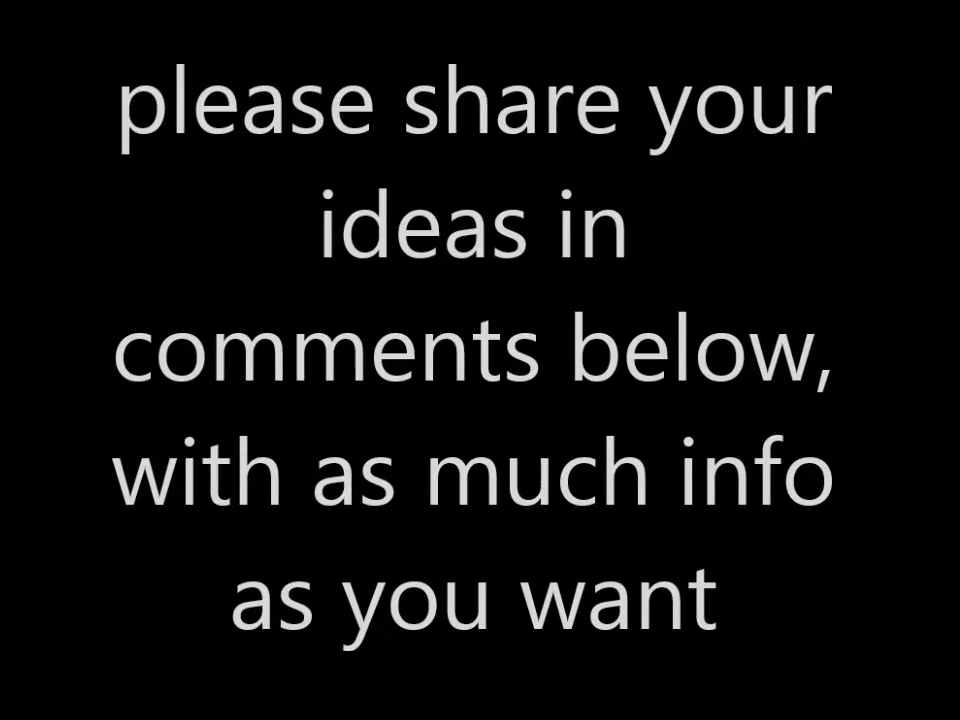 please share your
ideas in
comments below,
with as much info
as you want